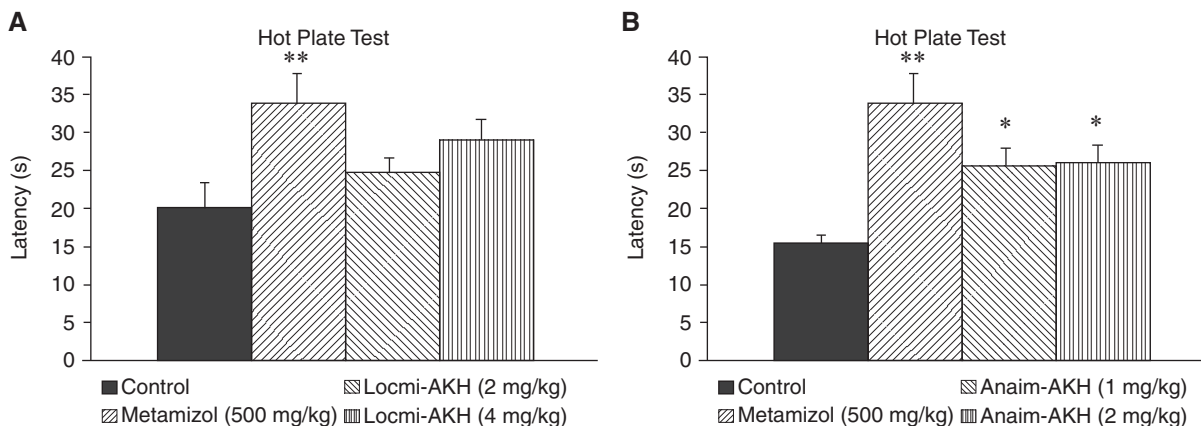 A
Hot Plate Test
Latency (s)
40
35
30
25
20
15
10
5
0
**
Control
Metamizol (500 mg/kg)
Locmi-AKH (2 mg/kg)
Locmi-AKH (4 mg/kg)
B
Hot Plate Test
Latency (s)
40
35
30
25
20
15
10
5
0
**
*
*
Control
Metamizol (500 mg/kg)
Anaim-AKH (1 mg/kg)
Anaim-AKH (2 mg/kg)